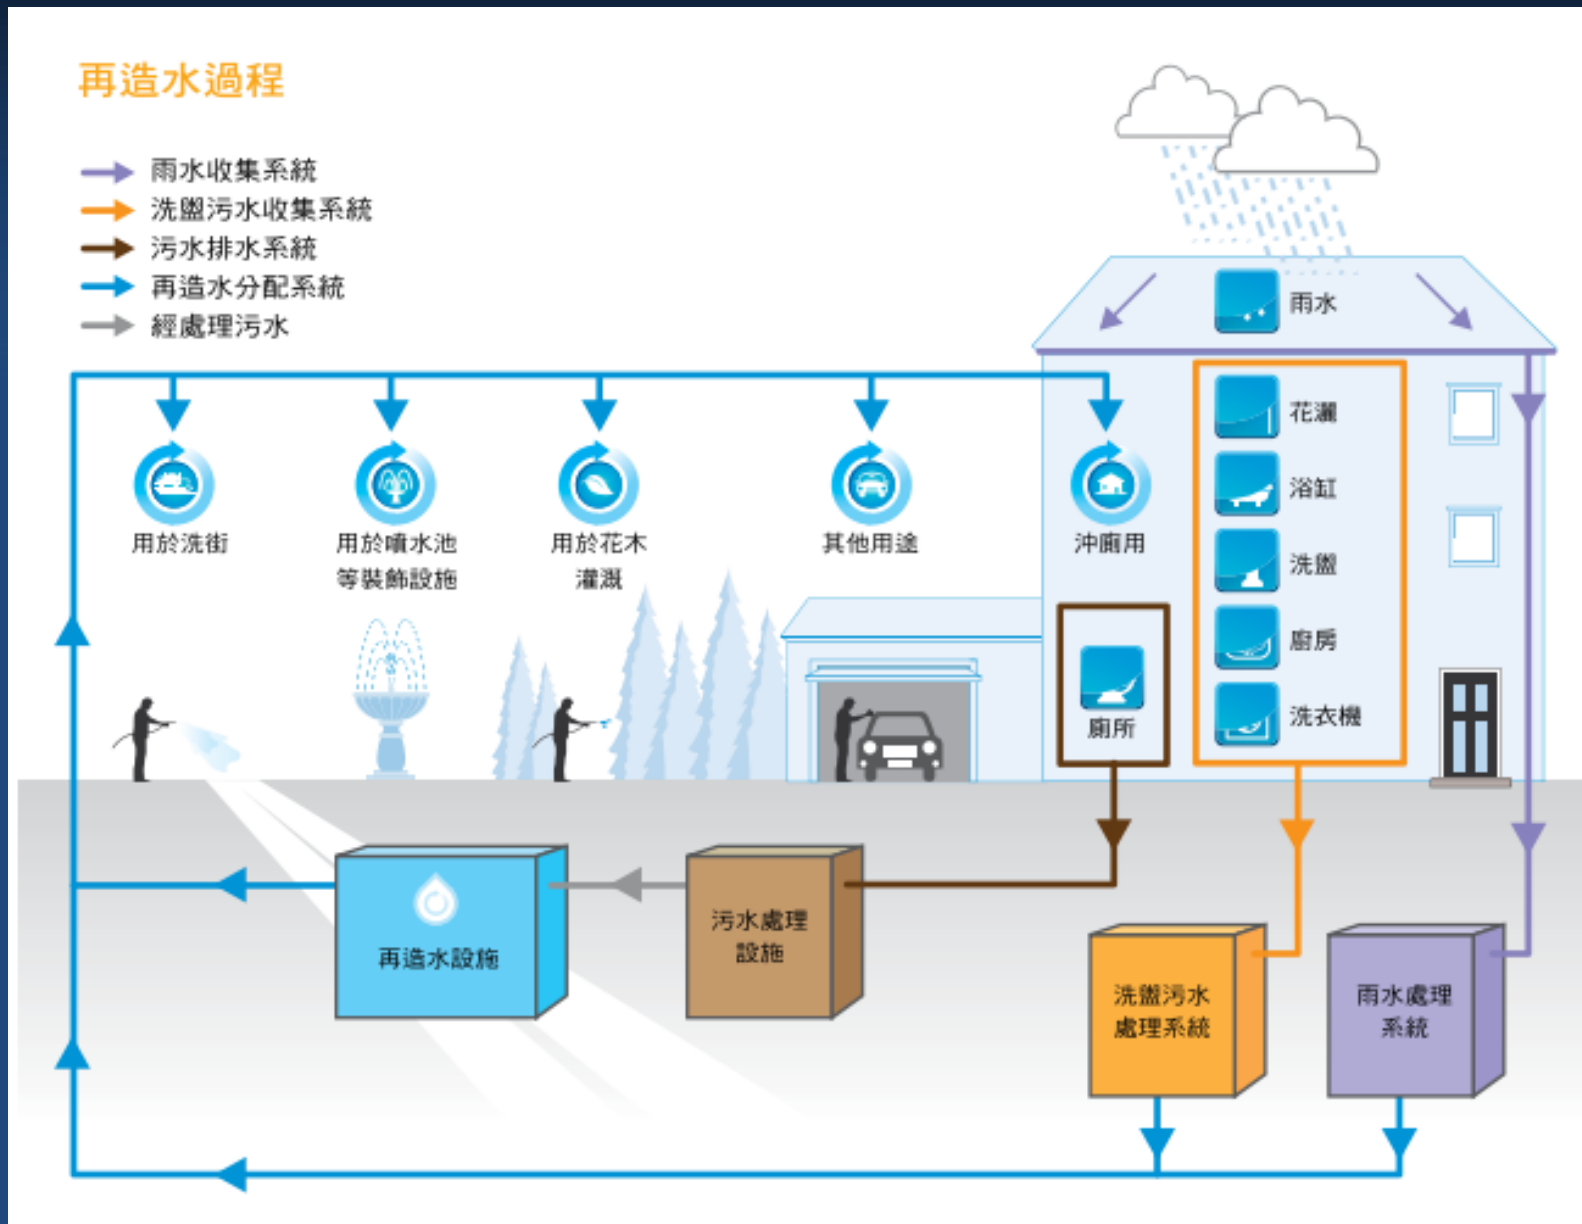 再造水過程
雨水收集系統
洗盥污水收集系統
污水排水系統
再造水分配系統
經處理污水
雨水
花灑
浴缸
洗盥
廚房
洗衣機
用於洗街
用於噴水池
等裝飾設施
用於花木
灌溉
其他用途
沖廁用
廁所
再造水設施
污水處理
設施
洗盥污水
處理系統
雨水處理
系統